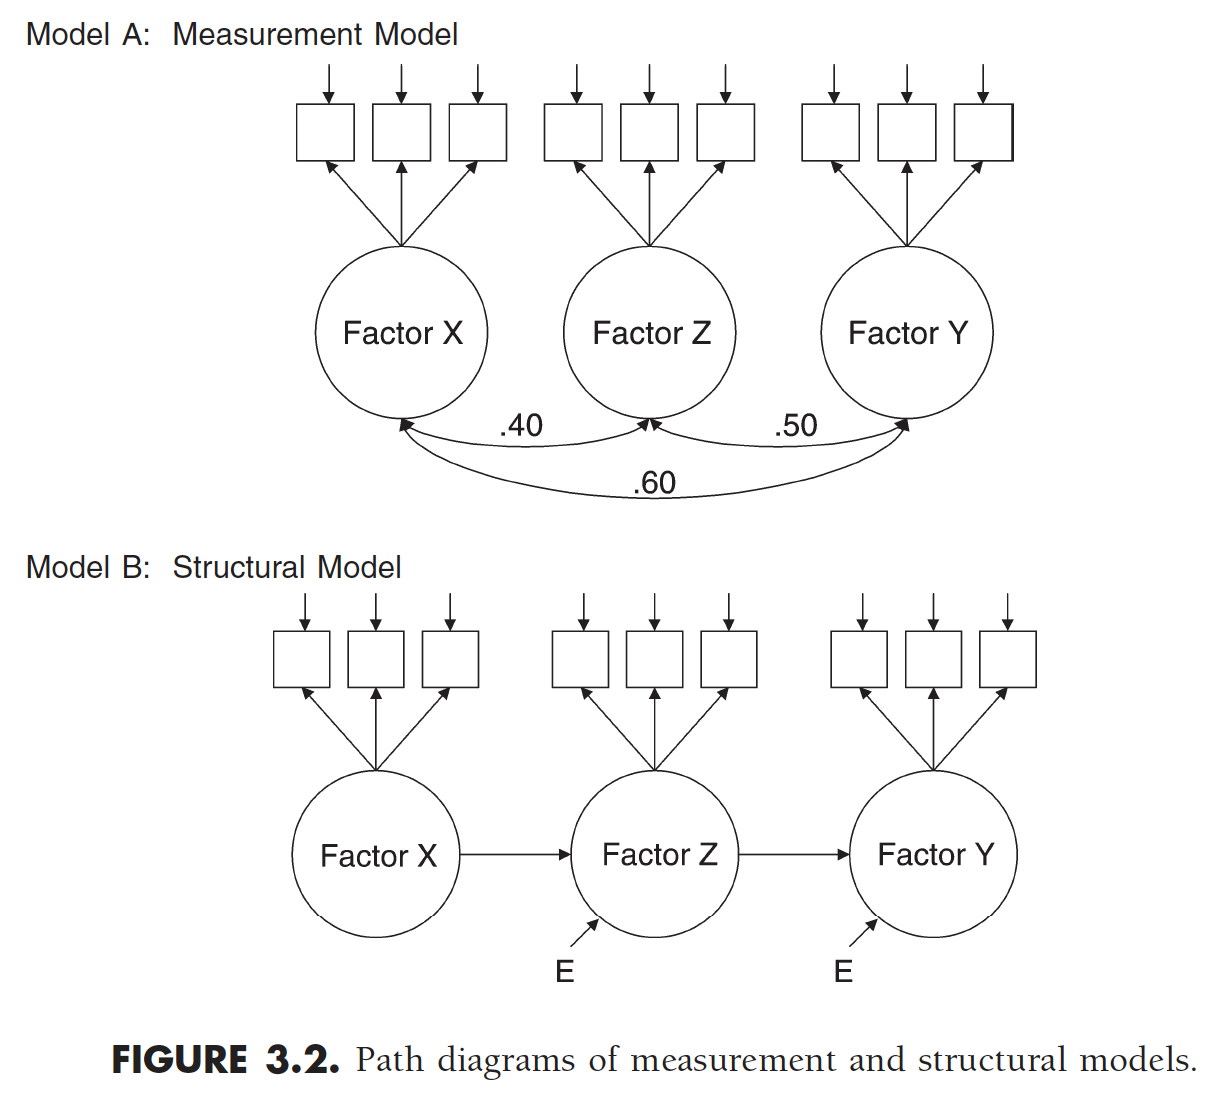 Model A: Measurement Model
Factor X
Factor Z
Factor Y
.40
.50
.60
Model B: Structural Model
Factor X
Factor Z
Factor Y
E
E
FIGURE 3.2. Path diagrams of measurement and structural models.